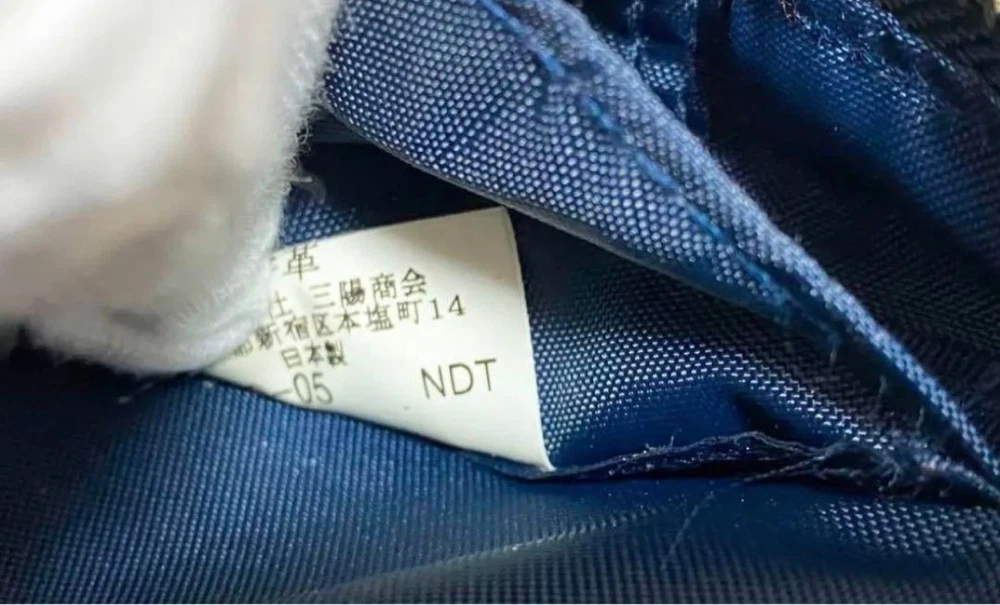 革
社 三陽商会
都新宿区本塩町14
日本製
-05 NDT